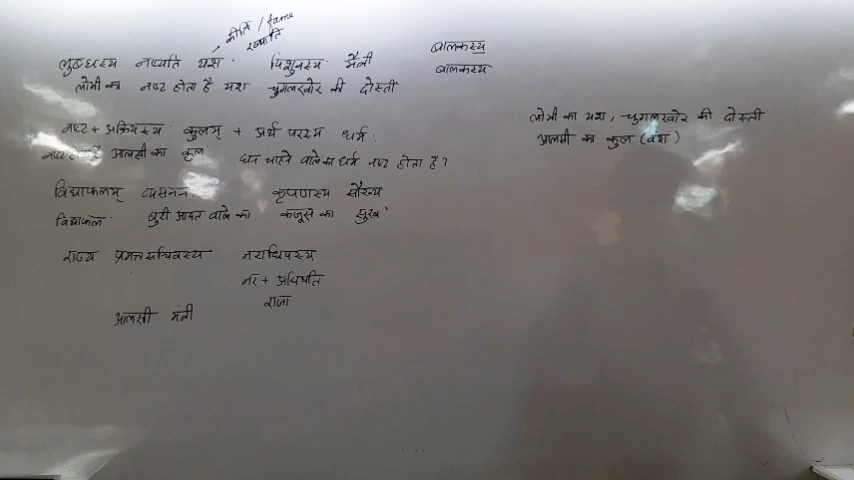 कीर्ति / fame
ख्याति
लुब्धस्य नश्यति यश: पिशुनस्य मैत्री
लोभी का नष्ट होता है यश चुगलखोर की दोस्ती
बालकस्य
बालकस्य
नष्ट + अक्रियस्य कुलम् + अर्थ परस्य धर्म:
नष्ट होता है आलसी का कुल धन चाहने वाले का धर्म नष्ट होता है?
विद्याफलम् व्यसनिन: कृपणस्य सौख्य
विद्याफल बुरी आदत वाले का कंजूस का सुख
राज्य प्रमत्तसचिवस्य नराधिपस्य
नर + अधिपति
राजा
आलसी मंत्री
लोभी का यश, चुगलखोर की दोस्ती
आलसी का कुल (वंश)